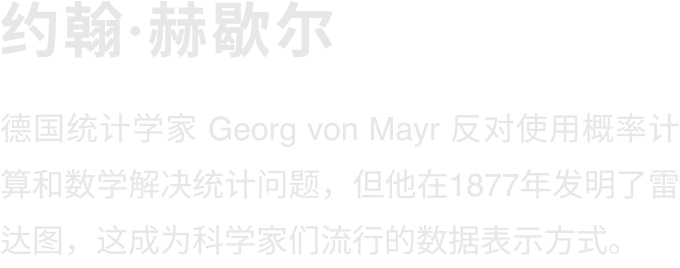 约翰·赫歇尔
德国统计学家 Georg von Mayr 反对使用概率计
算和数学解决统计问题，但他在1877年发明了雷
达图，这成为科学家们流行的数据表示方式。